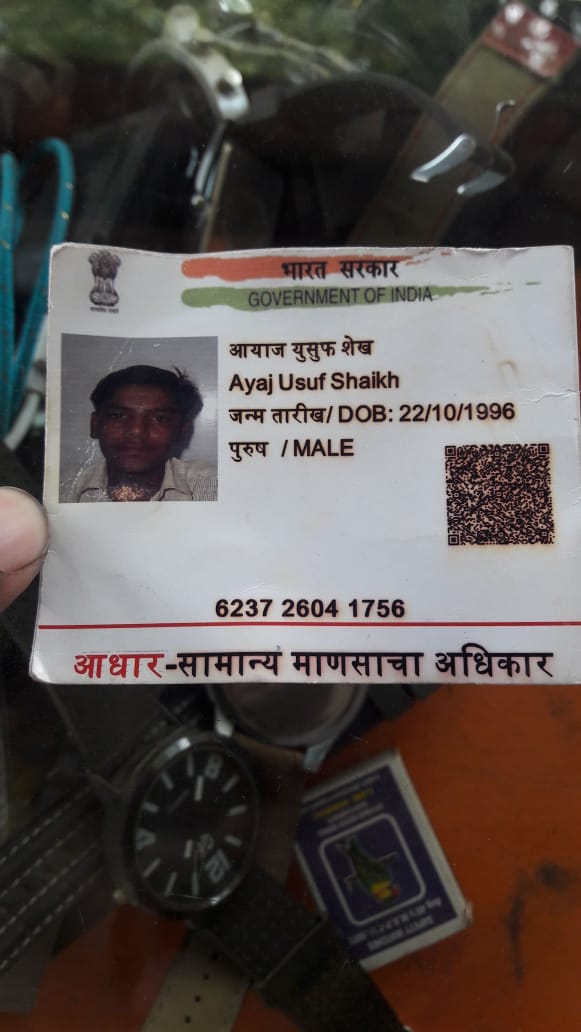 भारत सरकार
GOVERNMENT OF INDIA
आयाज युसुफ शेख
Ayaj Usuf Shaikh
जन्म तारीख/ DOB: 22/10/1996
पुरुष / MALE
6237 2604 1756
आधार-सामान्य माणसाचा अधिकार